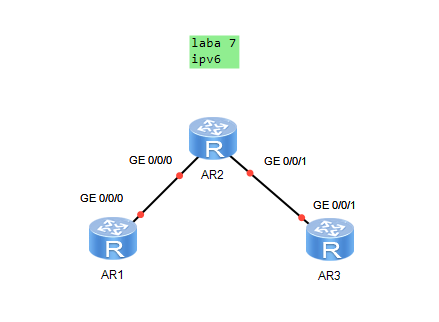 laba 7
ipv6
R
GE 0/0/0
AR2
GE 0/0/1
GE 0/0/0
R
AR1
GE 0/0/1
R
AR3